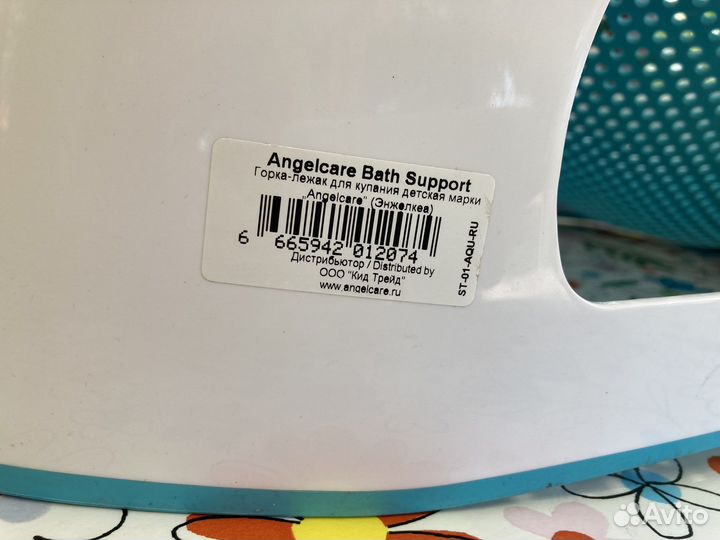 Angelcare Bath Support
Горка-лежак для купания детская марки
„Angelcare" (Энжелкеа)
6 665942 012074
Дистрибьютор / Distributed by
ООО "Кид Трейд"
www.angelcare.ru
ST-01-AQU-RU
Avito